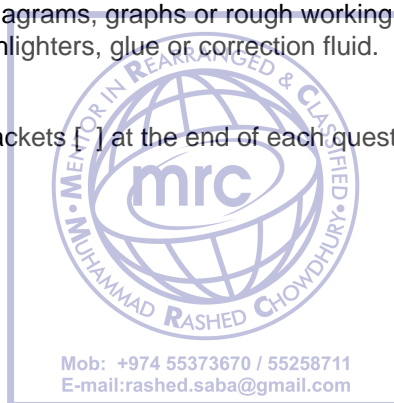 agrams, graphs or rough working
hlighters, glue or correction fluid.
ackets [ ] at the end of each quest
MENTOR IN REARRANGED & CLASSIFIED
mrc
MUHAMMAD RASHED CHOWDHURY
Mob: +974 55373670 / 55258711
E-mail:rashed.saba@gmail.com